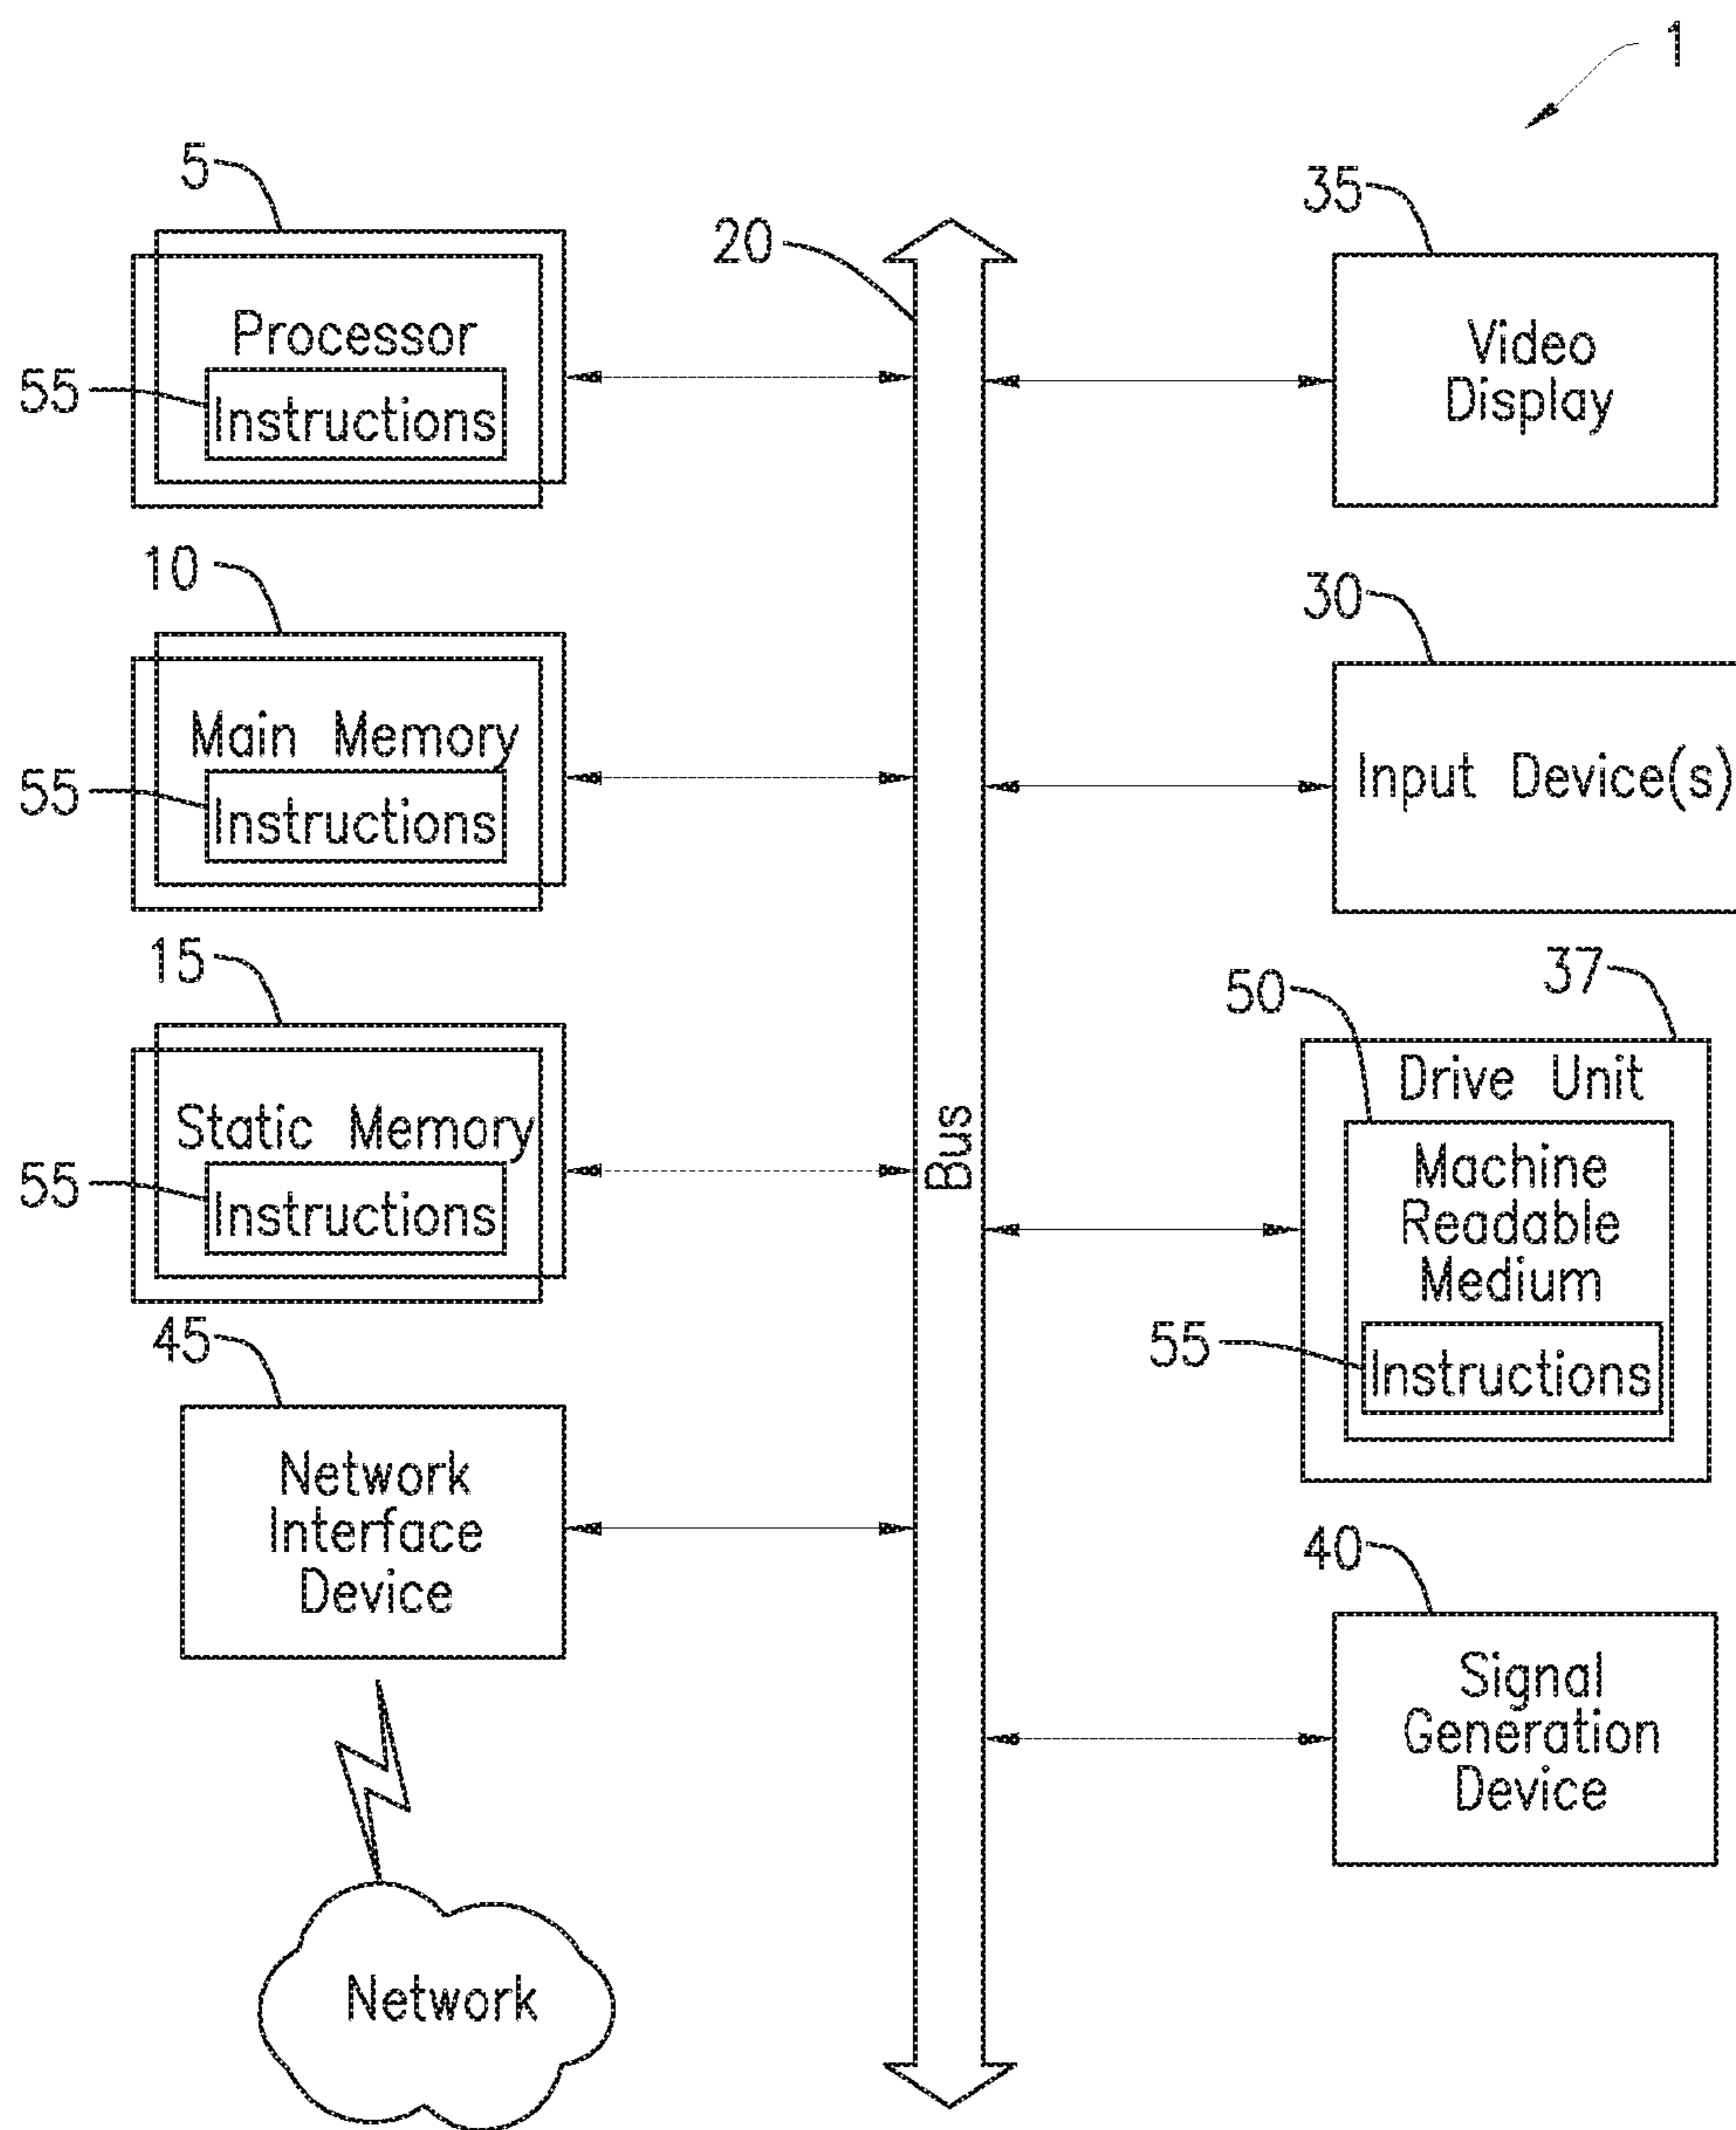 1
5
Processor
55
Instructions
10
Main Memory
55
Instructions
15
Static Memory
55
Instructions
45
Network
Interface
Device
Network
20
Bus
35
Video
Display
30
Input Device(s)
37
Drive Unit
50
Machine
Readable
Medium
55
Instructions
40
Signal
Generation
Device